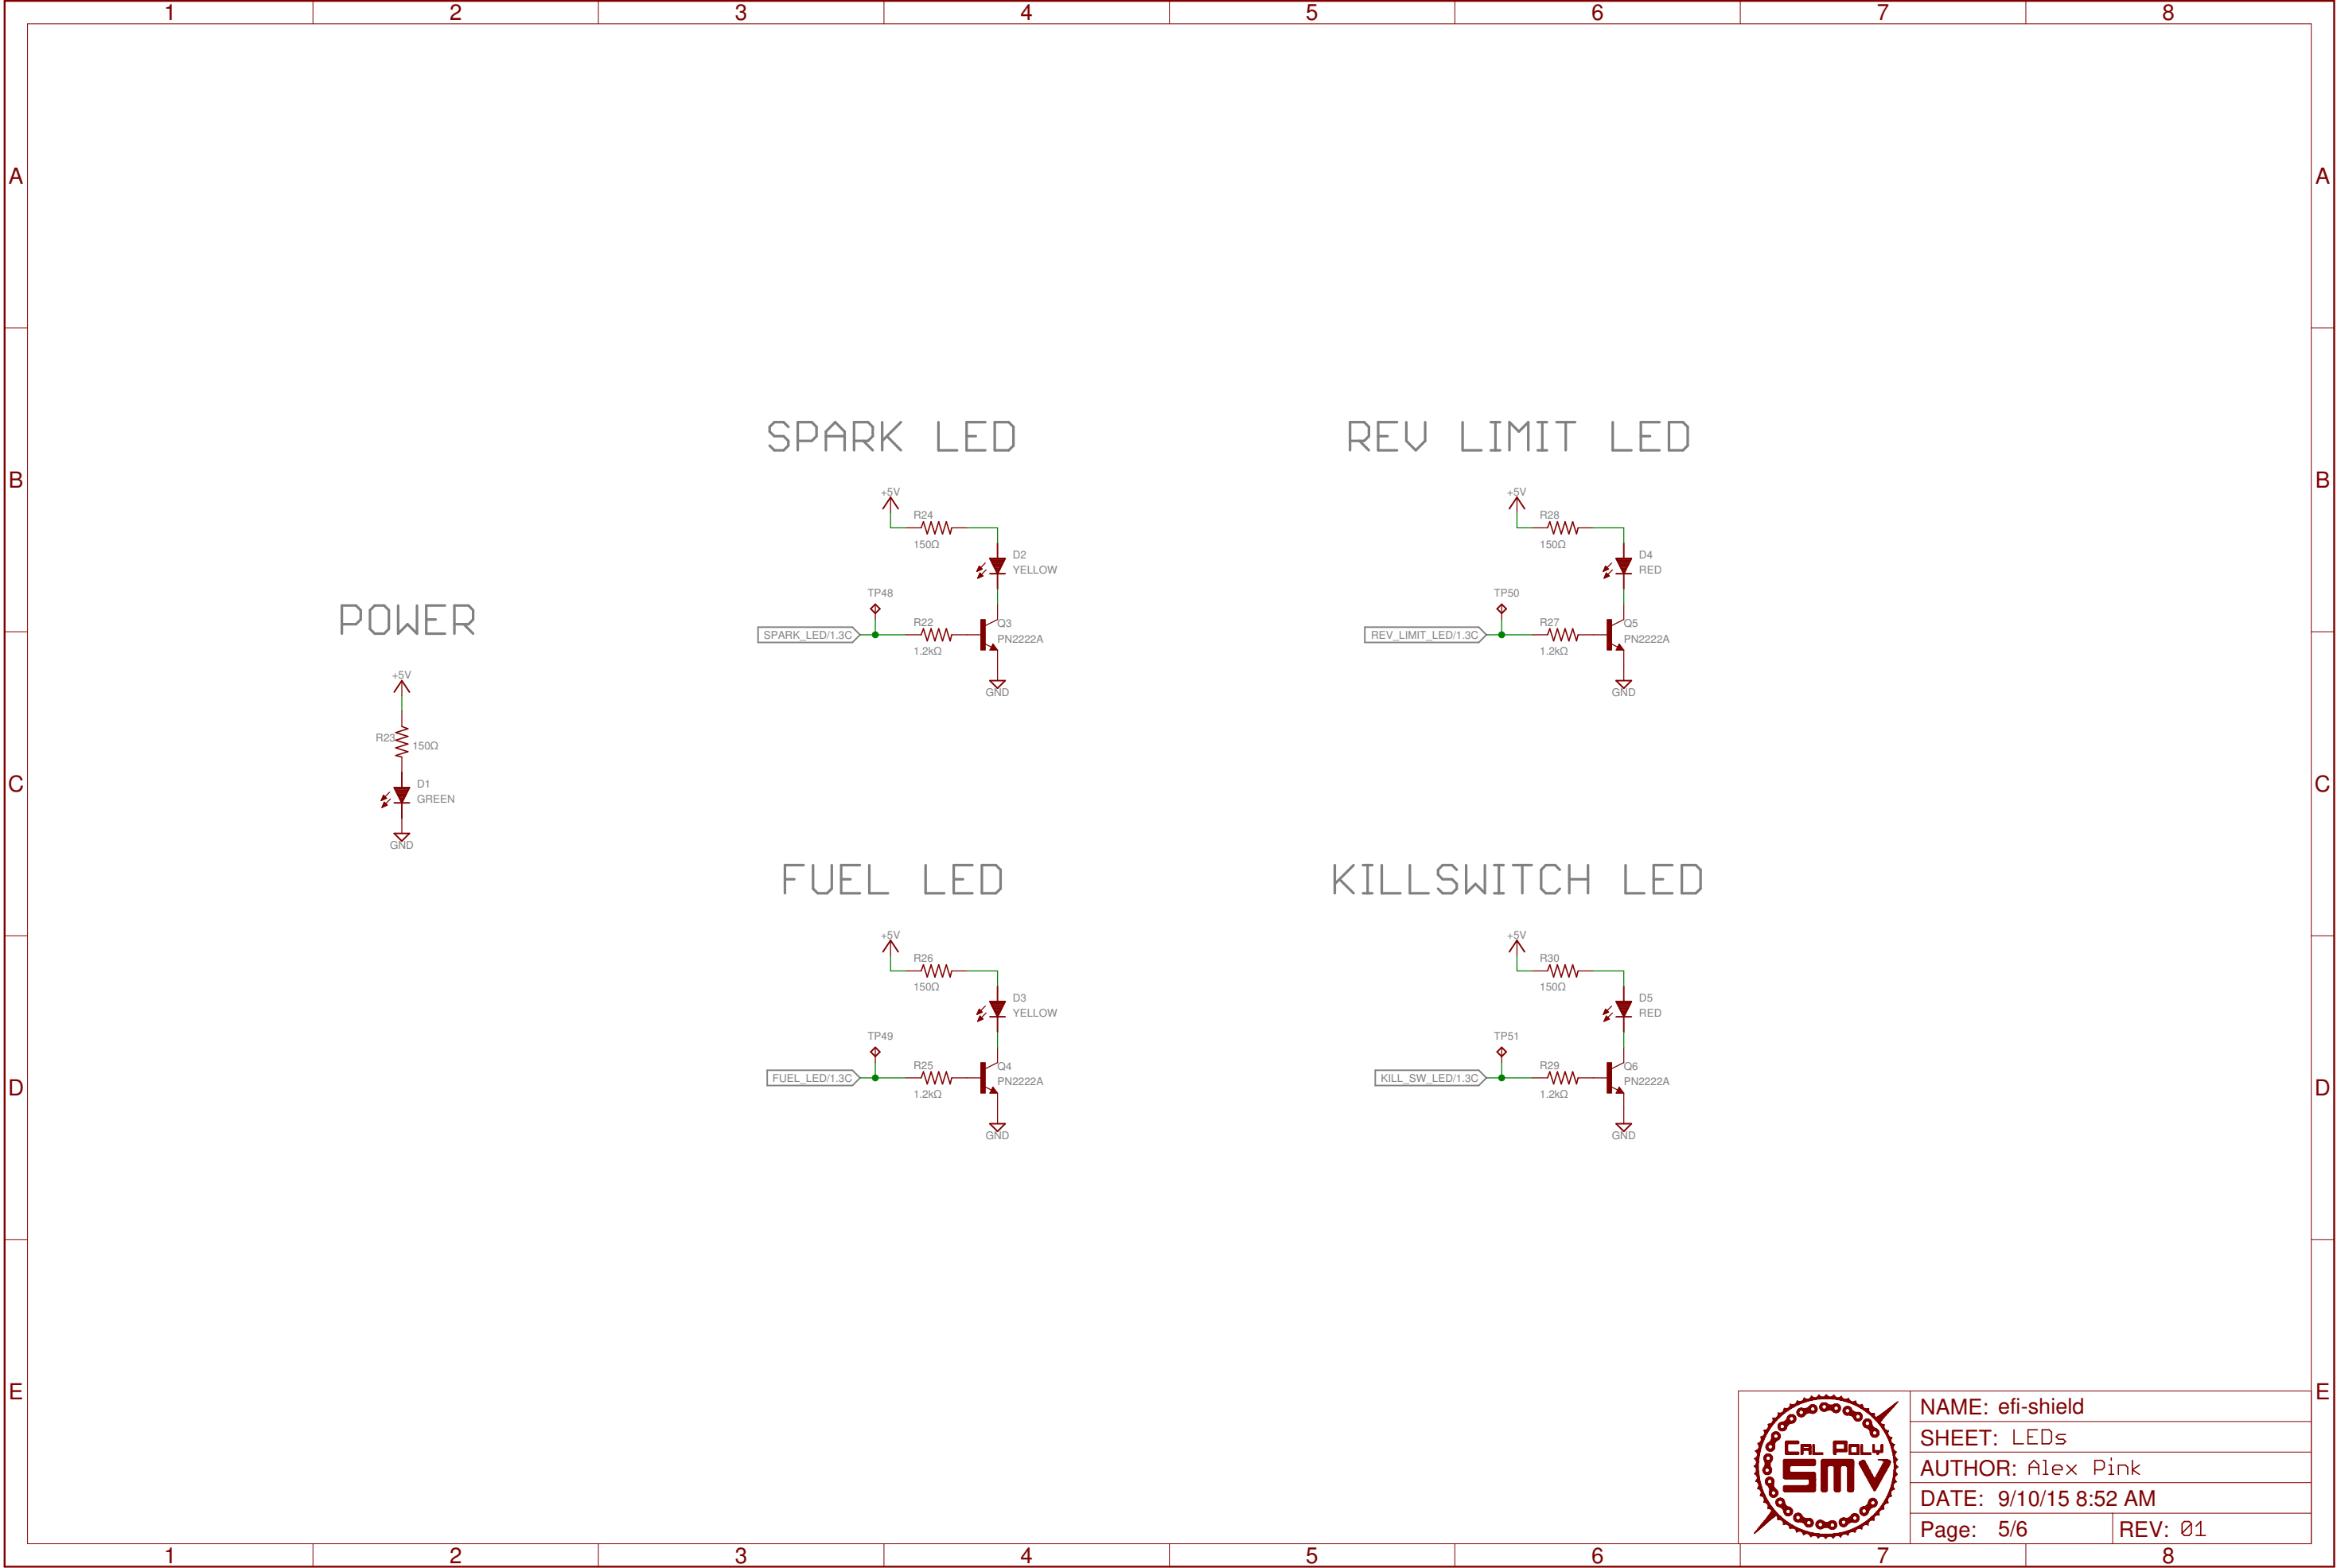 1 2 3 4 5 6 7 8
A A
SPARK LED REV LIMIT LED
B B
+5V +5V
R24 R28
150Ω 150Ω
D2 D4
YELLOW RED
TP48 TP50
POWER
R22 Q3 R27 Q5
SPARK_LED/1.3C PN2222A REV_LIMIT_LED/1.3C PN2222A
1.2kΩ 1.2kΩ
+5V
GND GND
R23 150Ω
C C
D1
GREEN
GND
FUEL LED KILLSWITCH LED
+5V +5V
R26 R30
150Ω 150Ω
D3 D5
YELLOW RED
TP49 TP51
R25 Q4 R29 Q6
FUEL_LED/1.3C PN2222A KILL_SW_LED/1.3C PN2222A
D D
1.2kΩ 1.2kΩ
GND GND
E E
NAME: efi-shield
SHEET: LEDs
CAL POLY
SMV
AUTHOR: Alex Pink
DATE: 9/10/15 8:52 AM
Page: 5/6 REV: 01
1 2 3 4 5 6 7 8